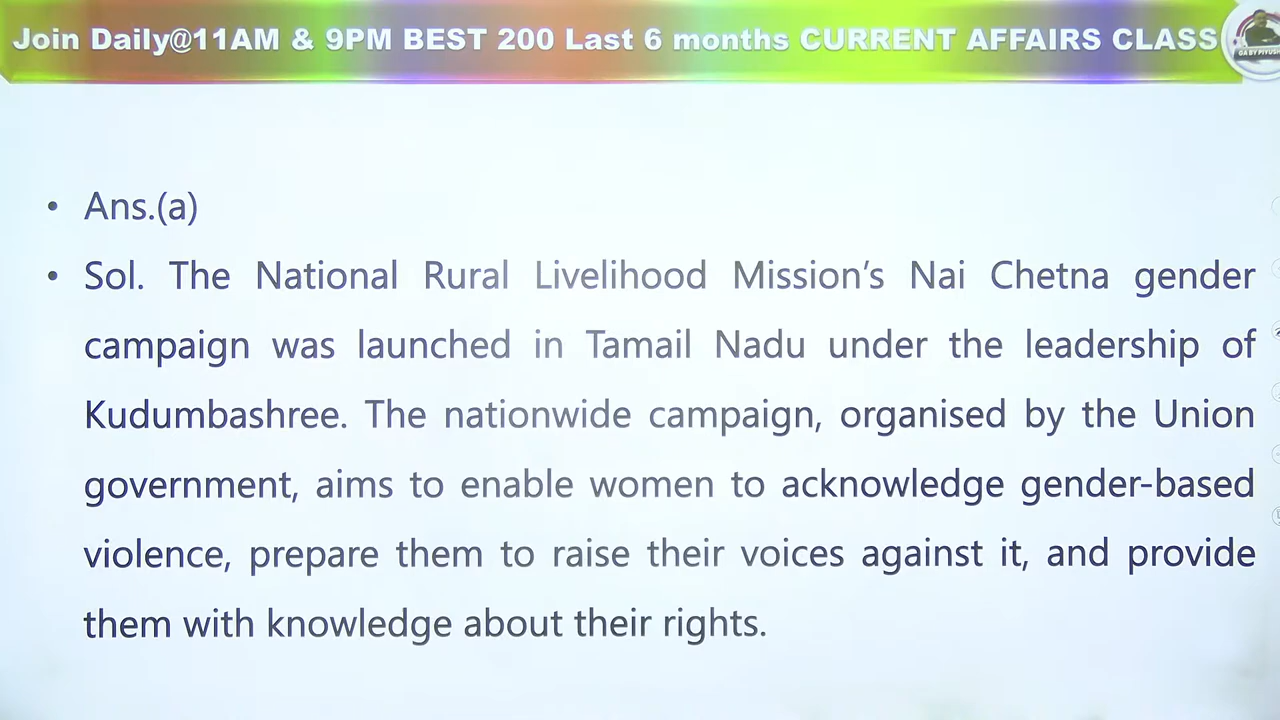 Join Daily@11AM & 9PM BEST 200 Last 6 months CURRENT AFFAIRS CLASS
GA BY PIYUSH
• Ans.(a)
• Sol. The National Rural Livelihood Mission’s Nai Chetna gender
campaign was launched in Tamail Nadu under the leadership of
Kudumbashree. The nationwide campaign, organised by the Union
government, aims to enable women to acknowledge gender-based
violence, prepare them to raise their voices against it, and provide
them with knowledge about their rights.